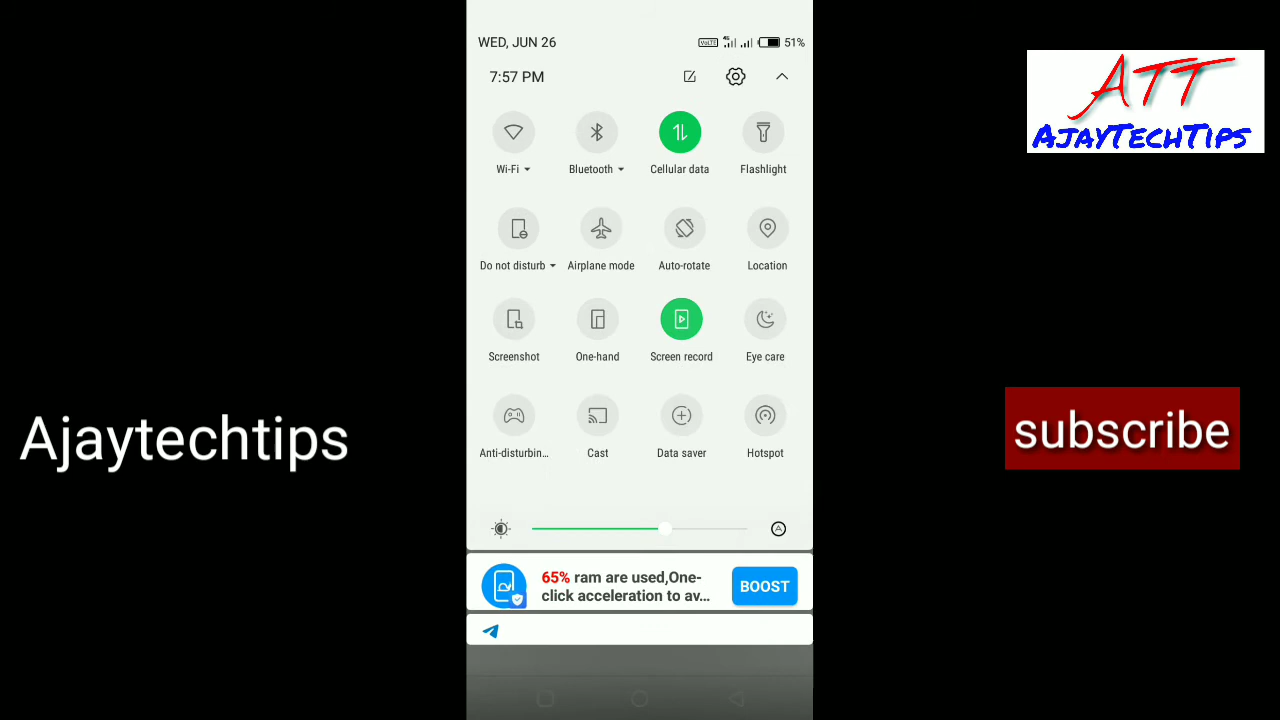 WED, JUN 26
VoLTE 4G 51%
7:57 PM
Wi-Fi
Bluetooth
Cellular data
Flashlight
Do not disturb
Airplane mode
Auto-rotate
Location
Screenshot
One-hand
Screen record
Eye care
Anti-disturbin...
Cast
Data saver
Hotspot
A
65% ram are used,One-
click acceleration to av...
BOOST
Ajaytechtips
ATT
AJAYTECHTIPS
subscribe